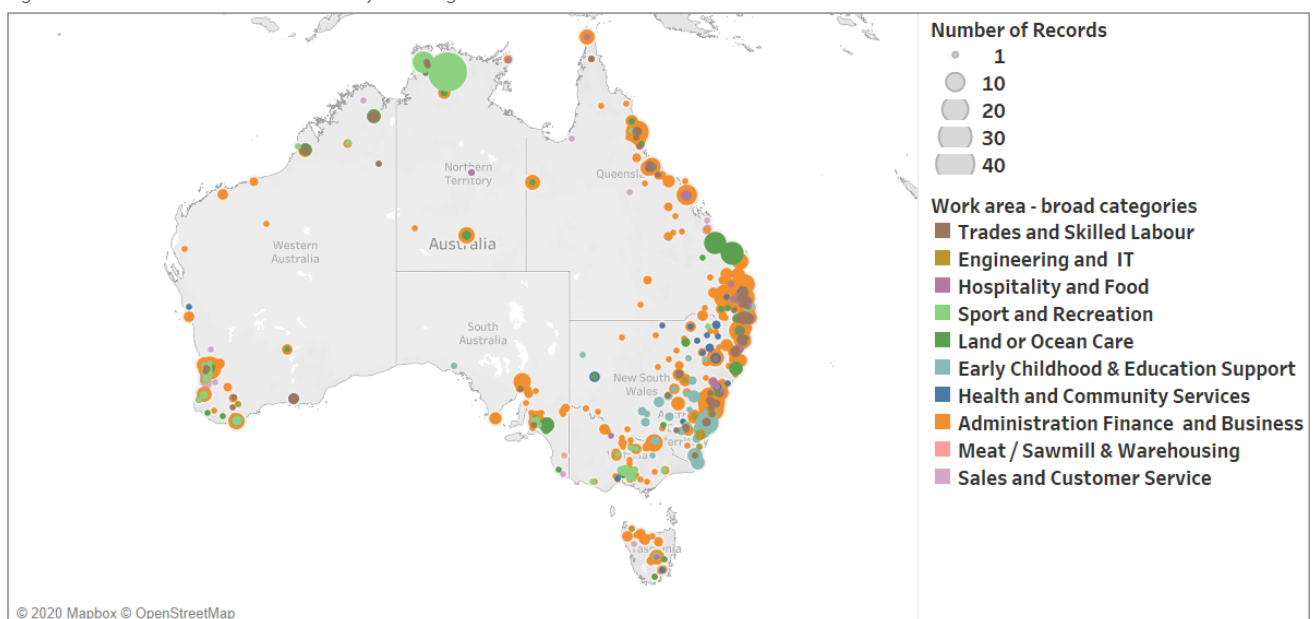 Number of Records
1
10
20
30
40
Work area - broad categories
Trades and Skilled Labour
Engineering and IT
Hospitality and Food
Sport and Recreation
Land or Ocean Care
Early Childhood & Education Support
Health and Community Services
Administration Finance and Business
Meat / Sawmill & Warehousing
Sales and Customer Service
Northern
Territory
Australia
Western
Australia
South
Australia
New South
Wales
© 2020 Mapbox © OpenStreetMap